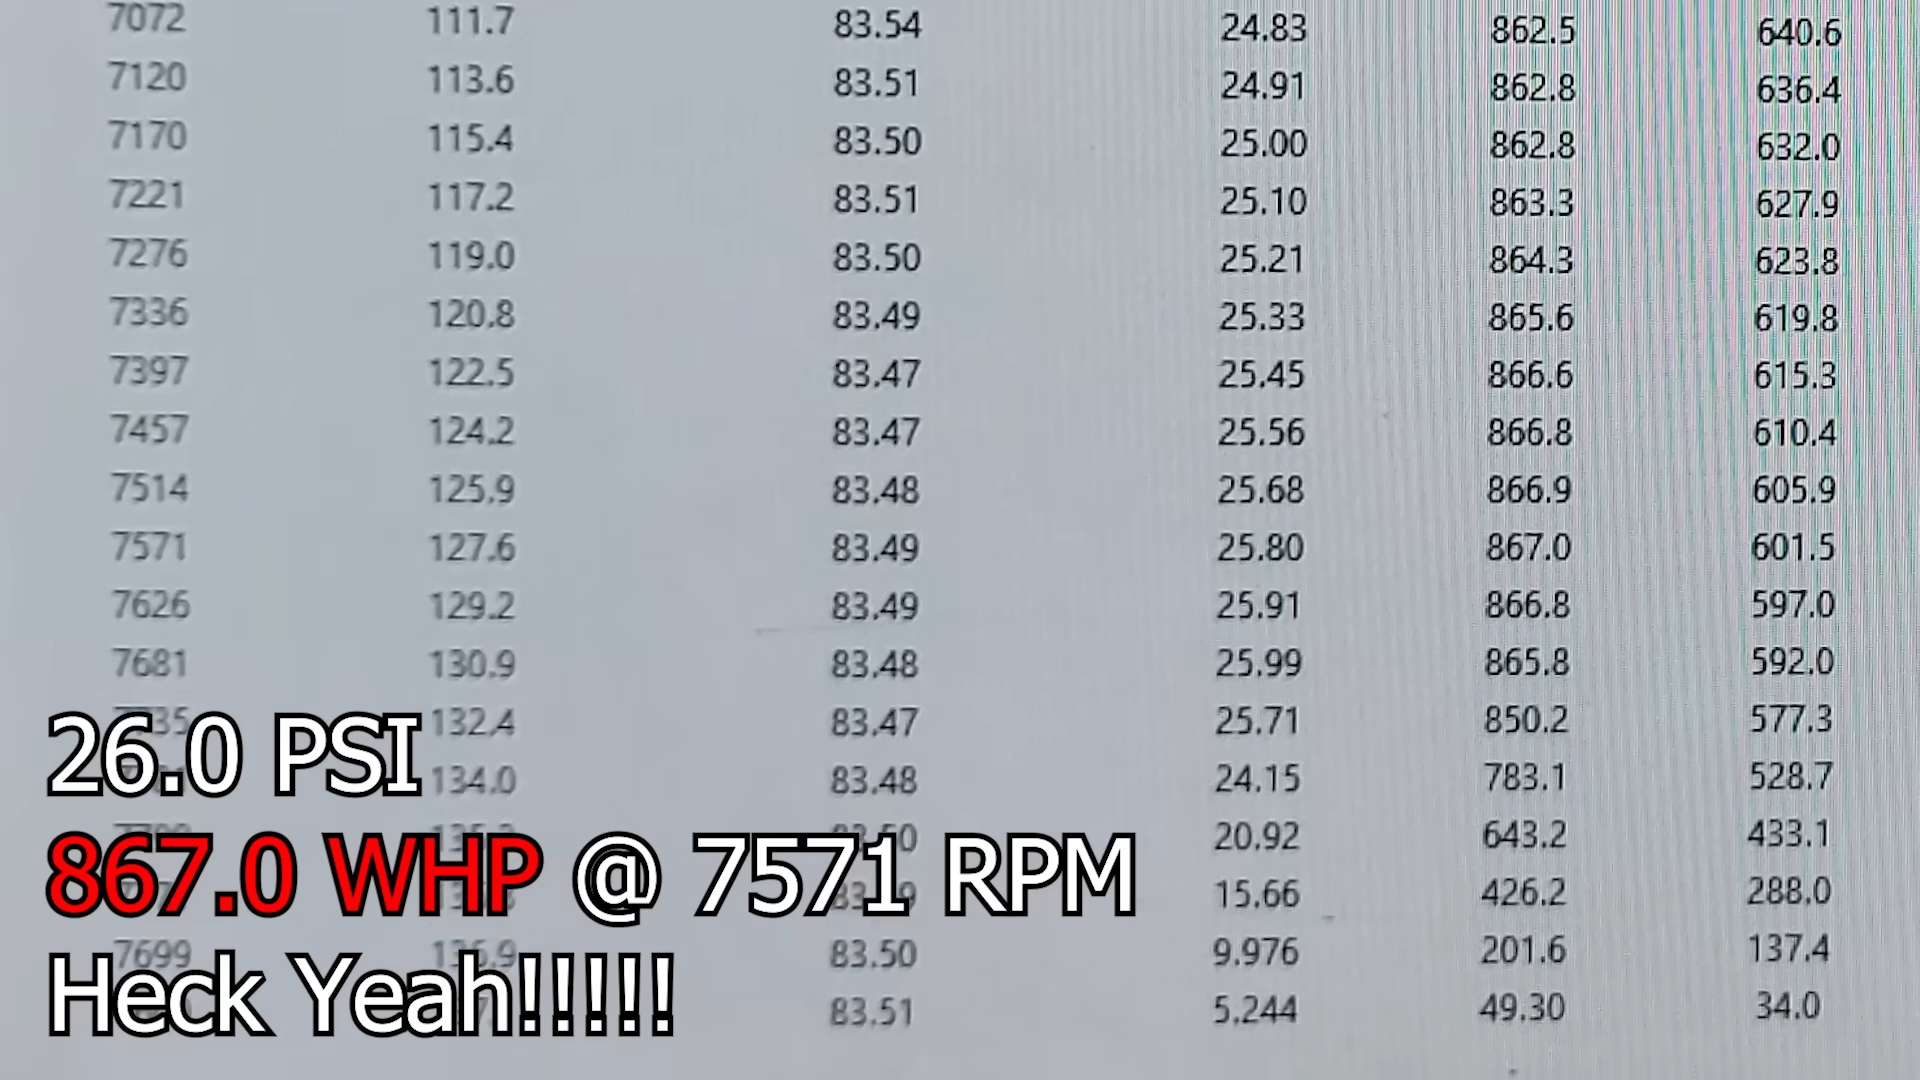 7072 111.7 83.54 24.83 862.5 640.6
7120 113.6 83.51 24.91 862.8 636.4
7170 115.4 83.50 25.00 862.8 632.0
7221 117.2 83.51 25.10 863.3 627.9
7276 119.0 83.50 25.21 864.3 623.8
7336 120.8 83.49 25.33 865.6 619.8
7397 122.5 83.47 25.45 866.6 615.3
7457 124.2 83.47 25.56 866.8 610.4
7514 125.9 83.48 25.68 866.9 605.9
7571 127.6 83.49 25.80 867.0 601.5
7626 129.2 83.49 25.91 866.8 597.0
7681 130.9 83.48 25.99 865.8 592.0
132.4 83.47 25.71 850.2 577.3
134.0 83.48 24.15 783.1 528.7
20.92 643.2 433.1
15.66 426.2 288.0
7699 136.9 83.50 9.976 201.6 137.4
83.51 5.244 49.30 34.0
26.0 PSI
867.0 WHP @ 7571 RPM
Heck Yeah!!!!!